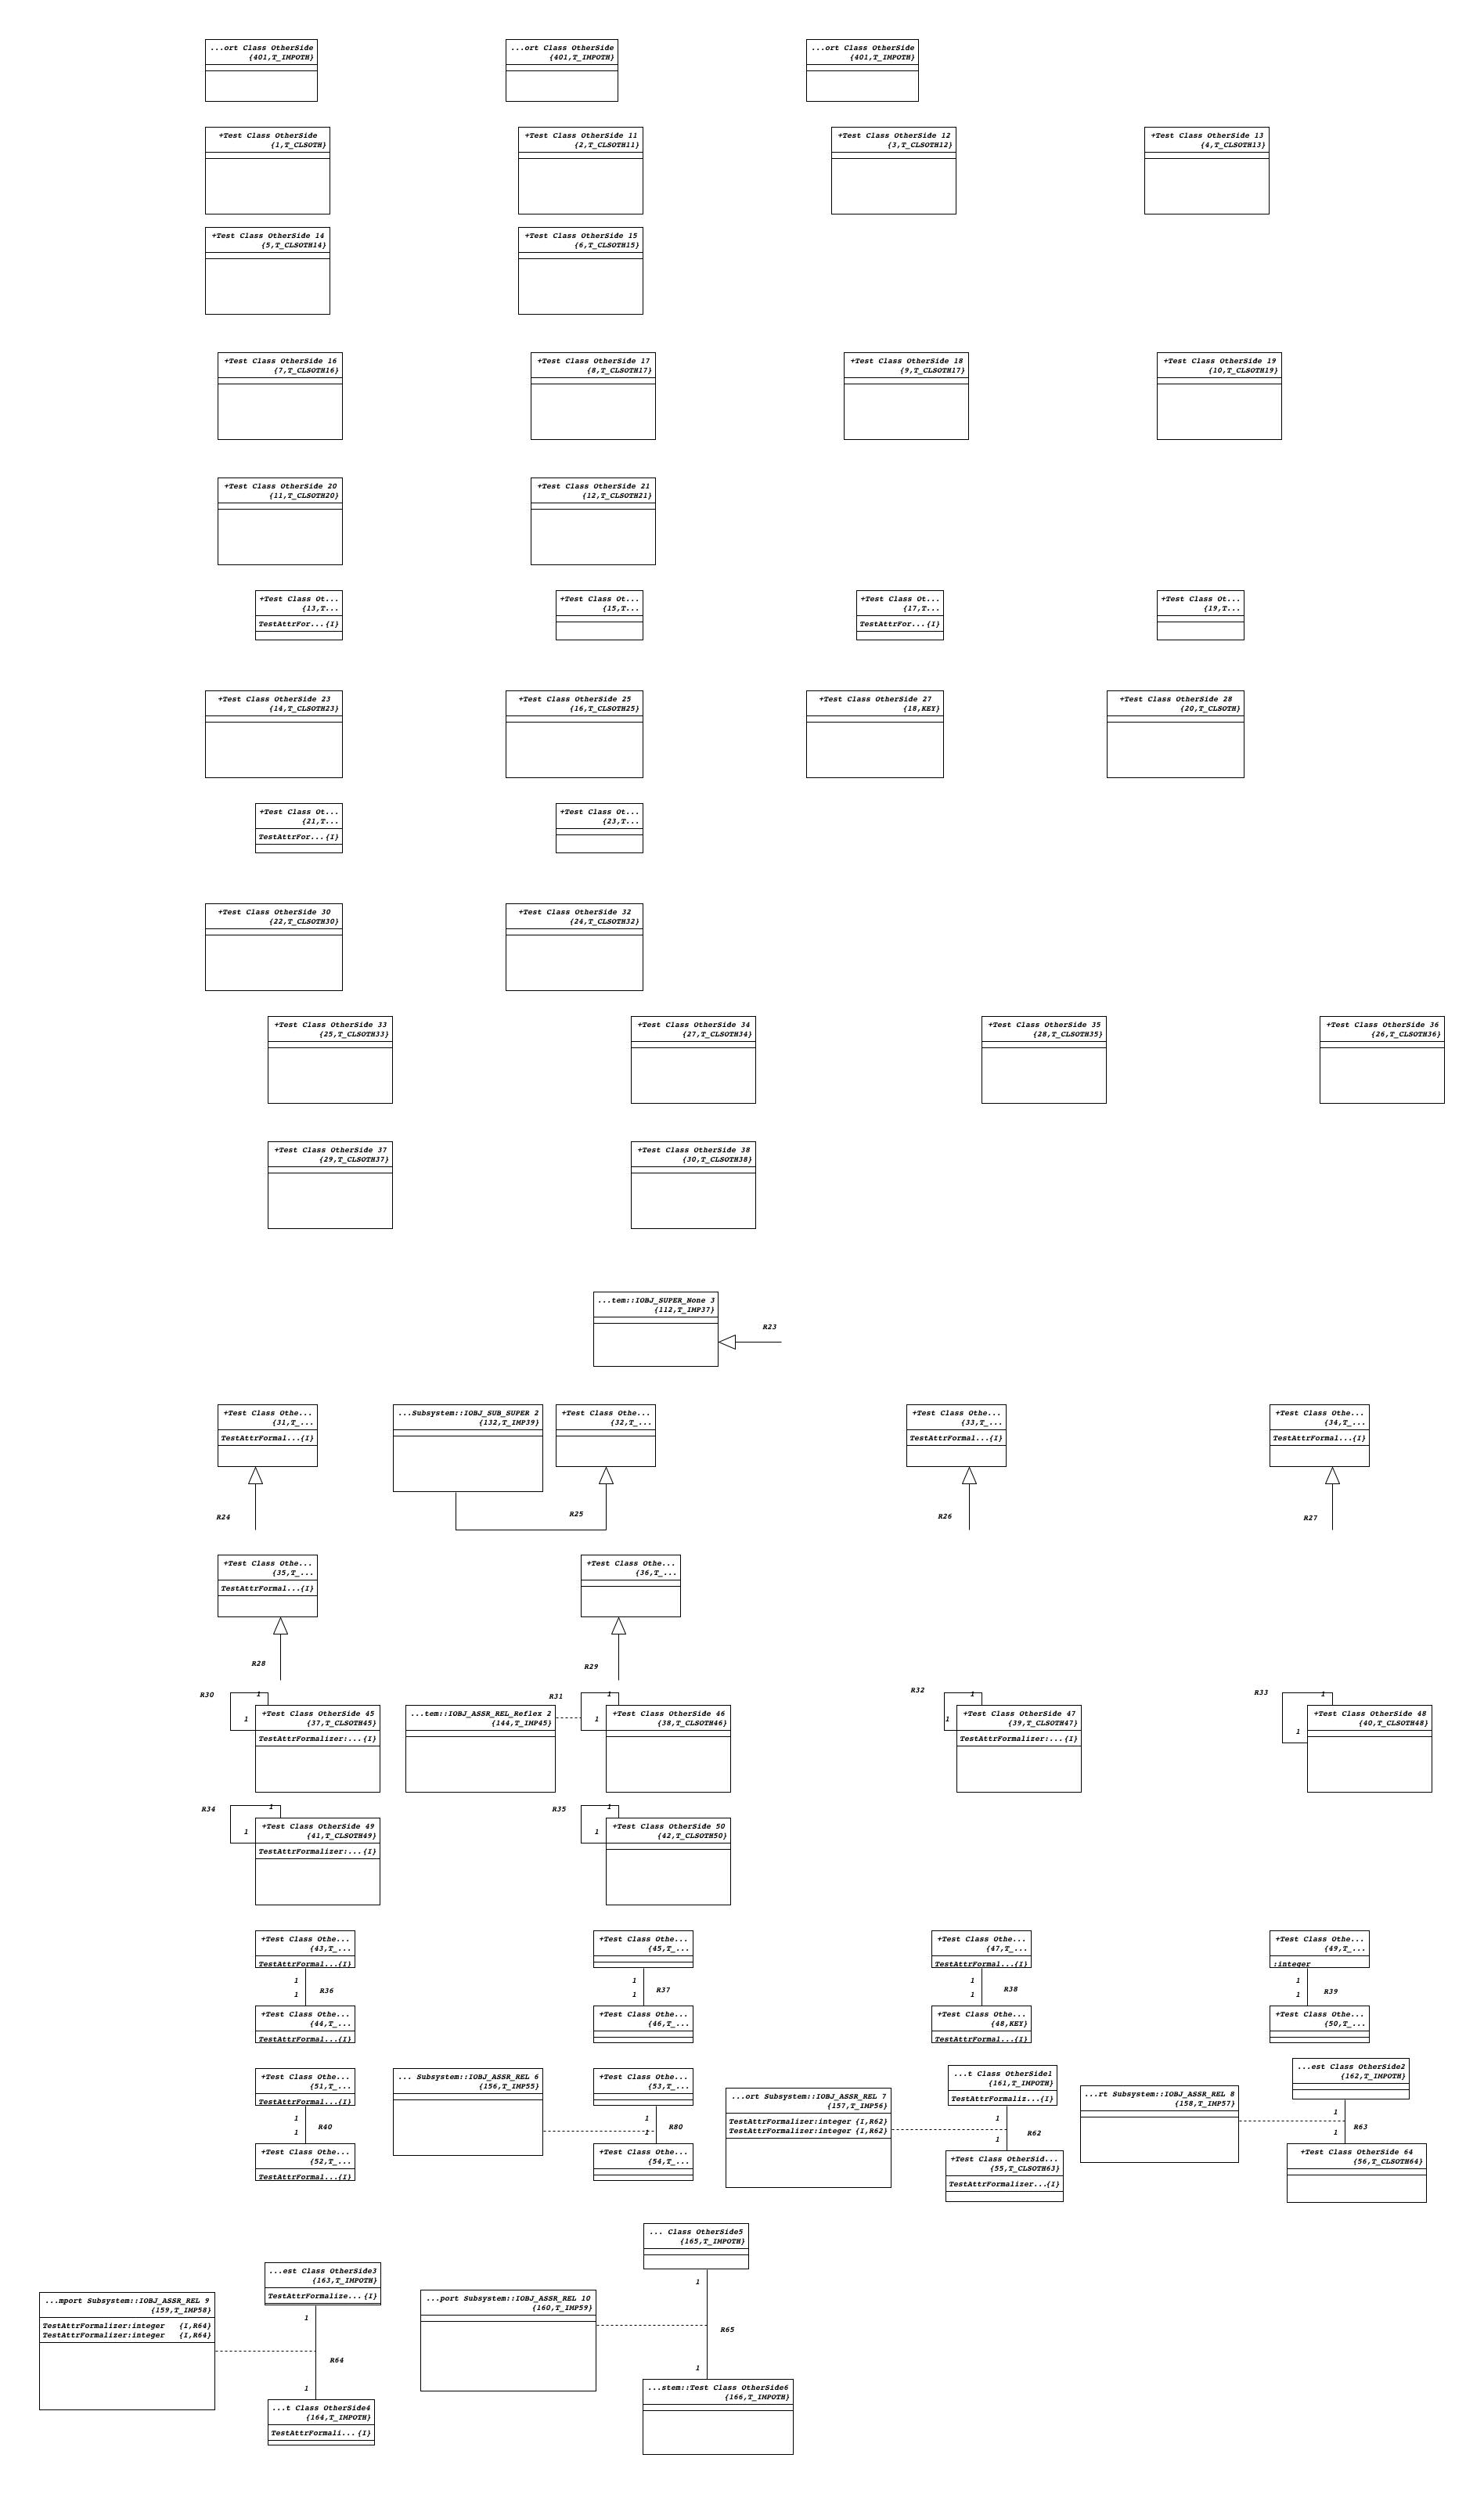 ...ort Class OtherSide
{401,T_IMPOTH}
...ort Class OtherSide
{401,T_IMPOTH}
...ort Class OtherSide
{401,T_IMPOTH}
+Test Class OtherSide
{1,T_CLSOTH}
+Test Class OtherSide 11
{2,T_CLSOTH11}
+Test Class OtherSide 12
{3,T_CLSOTH12}
+Test Class OtherSide 13
{4,T_CLSOTH13}
+Test Class OtherSide 14
{5,T_CLSOTH14}
+Test Class OtherSide 15
{6,T_CLSOTH15}
+Test Class OtherSide 16
{7,T_CLSOTH16}
+Test Class OtherSide 17
{8,T_CLSOTH17}
+Test Class OtherSide 18
{9,T_CLSOTH17}
+Test Class OtherSide 19
{10,T_CLSOTH19}
+Test Class OtherSide 20
{11,T_CLSOTH20}
+Test Class OtherSide 21
{12,T_CLSOTH21}
+Test Class Ot...
{13,T...
TestAttrFor...{I}
+Test Class Ot...
{15,T...
+Test Class Ot...
{17,T...
TestAttrFor...{I}
+Test Class Ot...
{19,T...
+Test Class OtherSide 23
{14,T_CLSOTH23}
+Test Class OtherSide 25
{16,T_CLSOTH25}
+Test Class OtherSide 27
{18,KEY}
+Test Class OtherSide 28
{20,T_CLSOTH}
+Test Class Ot...
{21,T...
TestAttrFor...{I}
+Test Class Ot...
{23,T...
+Test Class OtherSide 30
{22,T_CLSOTH30}
+Test Class OtherSide 32
{24,T_CLSOTH32}
+Test Class OtherSide 33
{25,T_CLSOTH33}
+Test Class OtherSide 34
{27,T_CLSOTH34}
+Test Class OtherSide 35
{28,T_CLSOTH35}
+Test Class OtherSide 36
{26,T_CLSOTH36}
+Test Class OtherSide 37
{29,T_CLSOTH37}
+Test Class OtherSide 38
{30,T_CLSOTH38}
...tem::IOBJ_SUPER_None 3
{112,T_IMP37}
R23
+Test Class Othe...
{31,T_...
TestAttrFormal...{I}
R24
...Subsystem::IOBJ_SUB_SUPER 2
{132,T_IMP39}
+Test Class Othe...
{32,T_...
R25
+Test Class Othe...
{33,T_...
TestAttrFormal...{I}
R26
+Test Class Othe...
{34,T_...
TestAttrFormal...{I}
R27
+Test Class Othe...
{35,T_...
TestAttrFormal...{I}
R28
+Test Class Othe...
{36,T_...
R29
R30
1
1
+Test Class OtherSide 45
{37,T_CLSOTH45}
TestAttrFormalizer:...{I}
...tem::IOBJ_ASSR_REL_Reflex 2
{144,T_IMP45}
R31
1
1
+Test Class OtherSide 46
{38,T_CLSOTH46}
R32
1
1
+Test Class OtherSide 47
{39,T_CLSOTH47}
TestAttrFormalizer:...{I}
R33
1
1
+Test Class OtherSide 48
{40,T_CLSOTH48}
R34
1
1
+Test Class OtherSide 49
{41,T_CLSOTH49}
TestAttrFormalizer:...{I}
R35
1
1
+Test Class OtherSide 50
{42,T_CLSOTH50}
+Test Class Othe...
{43,T_...
TestAttrFormal...{I}
1
1
R36
+Test Class Othe...
{44,T_...
TestAttrFormal...{I}
+Test Class Othe...
{45,T_...
1
1
R37
+Test Class Othe...
{46,T_...
+Test Class Othe...
{47,T_...
TestAttrFormal...{I}
1
1
R38
+Test Class Othe...
{48,KEY}
TestAttrFormal...{I}
+Test Class Othe...
{49,T_...
:integer
1
1
R39
+Test Class Othe...
{50,T_...
+Test Class Othe...
{51,T_...
TestAttrFormal...{I}
1
1
R40
+Test Class Othe...
{52,T_...
TestAttrFormal...{I}
... Subsystem::IOBJ_ASSR_REL 6
{156,T_IMP55}
+Test Class Othe...
{53,T_...
1
1
R80
+Test Class Othe...
{54,T_...
...ort Subsystem::IOBJ_ASSR_REL 7
{157,T_IMP56}
TestAttrFormalizer:integer {I,R62}
TestAttrFormalizer:integer {I,R62}
...t Class OtherSide1
{161,T_IMPOTH}
TestAttrFormaliz...{I}
1
1
R62
+Test Class OtherSid...
{55,T_CLSOTH63}
TestAttrFormalizer...{I}
...rt Subsystem::IOBJ_ASSR_REL 8
{158,T_IMP57}
...est Class OtherSide2
{162,T_IMPOTH}
1
1
R63
+Test Class OtherSide 64
{56,T_CLSOTH64}
...mport Subsystem::IOBJ_ASSR_REL 9
{159,T_IMP58}
TestAttrFormalizer:integer {I,R64}
TestAttrFormalizer:integer {I,R64}
...est Class OtherSide3
{163,T_IMPOTH}
TestAttrFormalize...{I}
1
R64
1
...t Class OtherSide4
{164,T_IMPOTH}
TestAttrFormali...{I}
...port Subsystem::IOBJ_ASSR_REL 10
{160,T_IMP59}
... Class OtherSide5
{165,T_IMPOTH}
1
R65
1
...stem::Test Class OtherSide6
{166,T_IMPOTH}